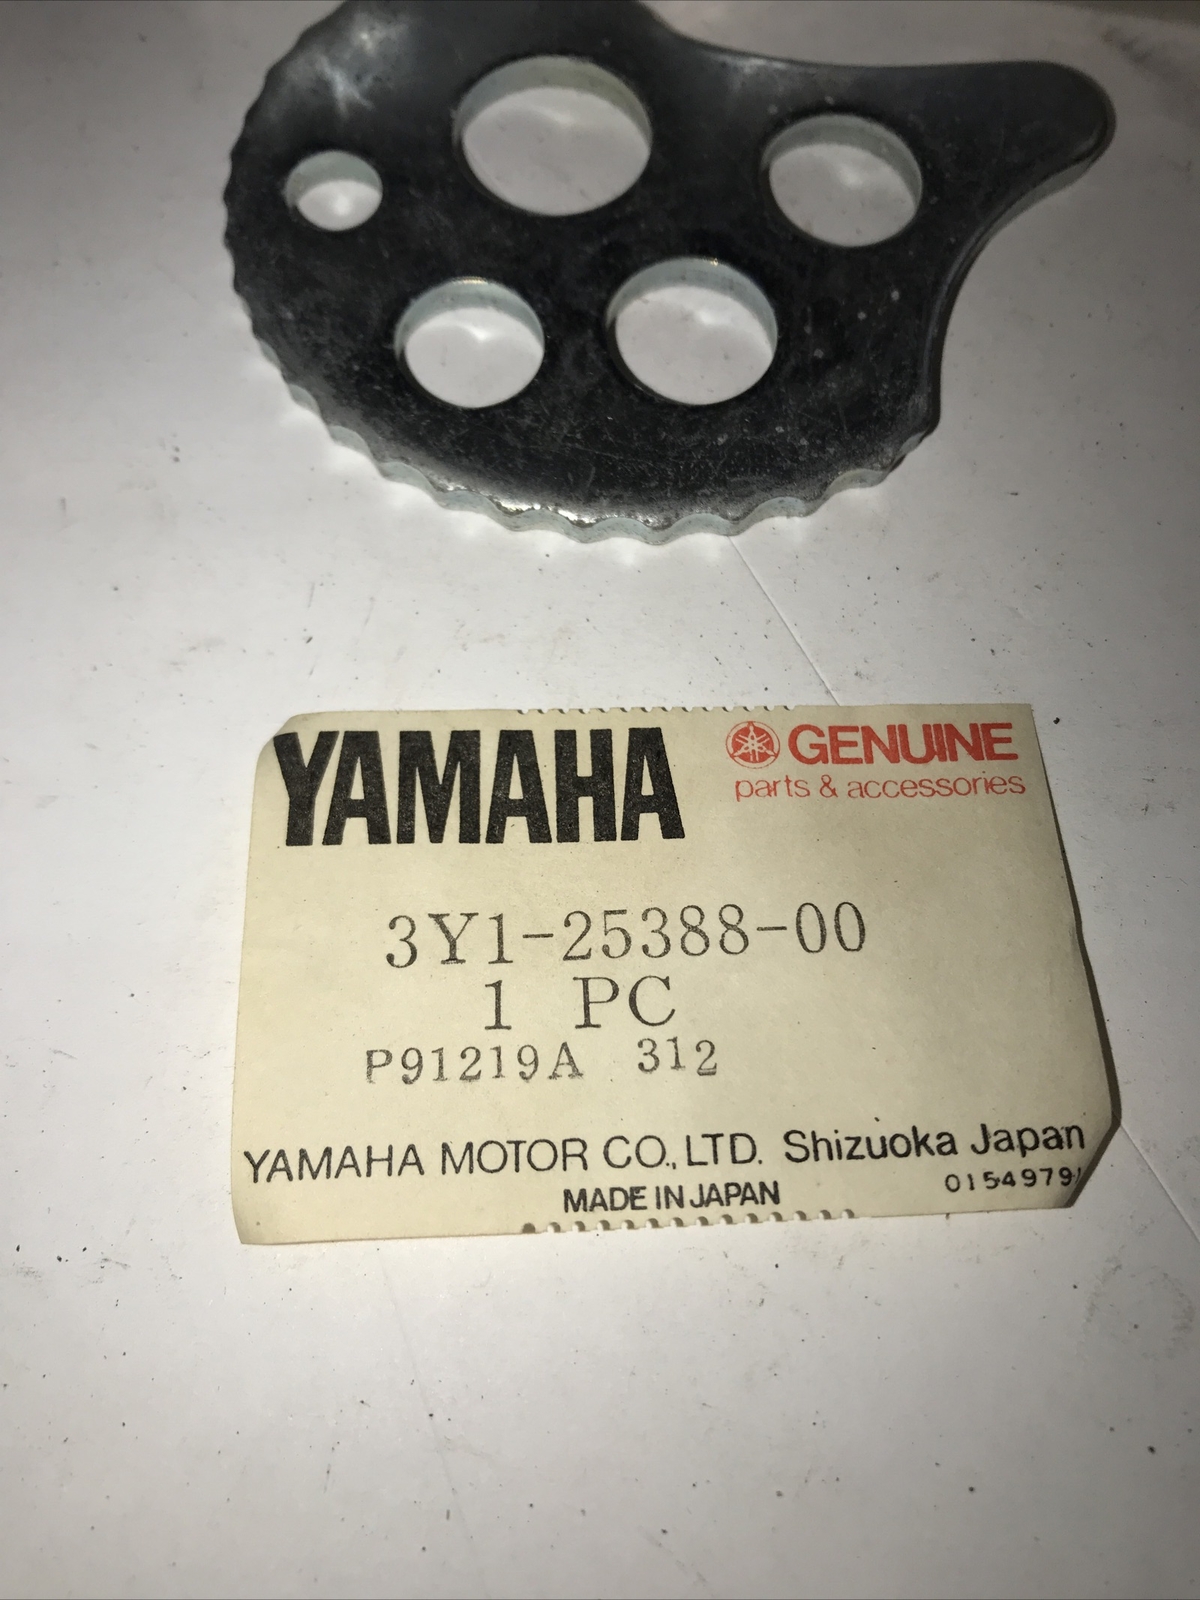 YAMAHA GENUINE
parts & accessories
3Y1-25388-00
1 PC
P91219A 312
YAMAHA MOTOR CO., LTD. Shizuoka Japan
MADE IN JAPAN 0154979